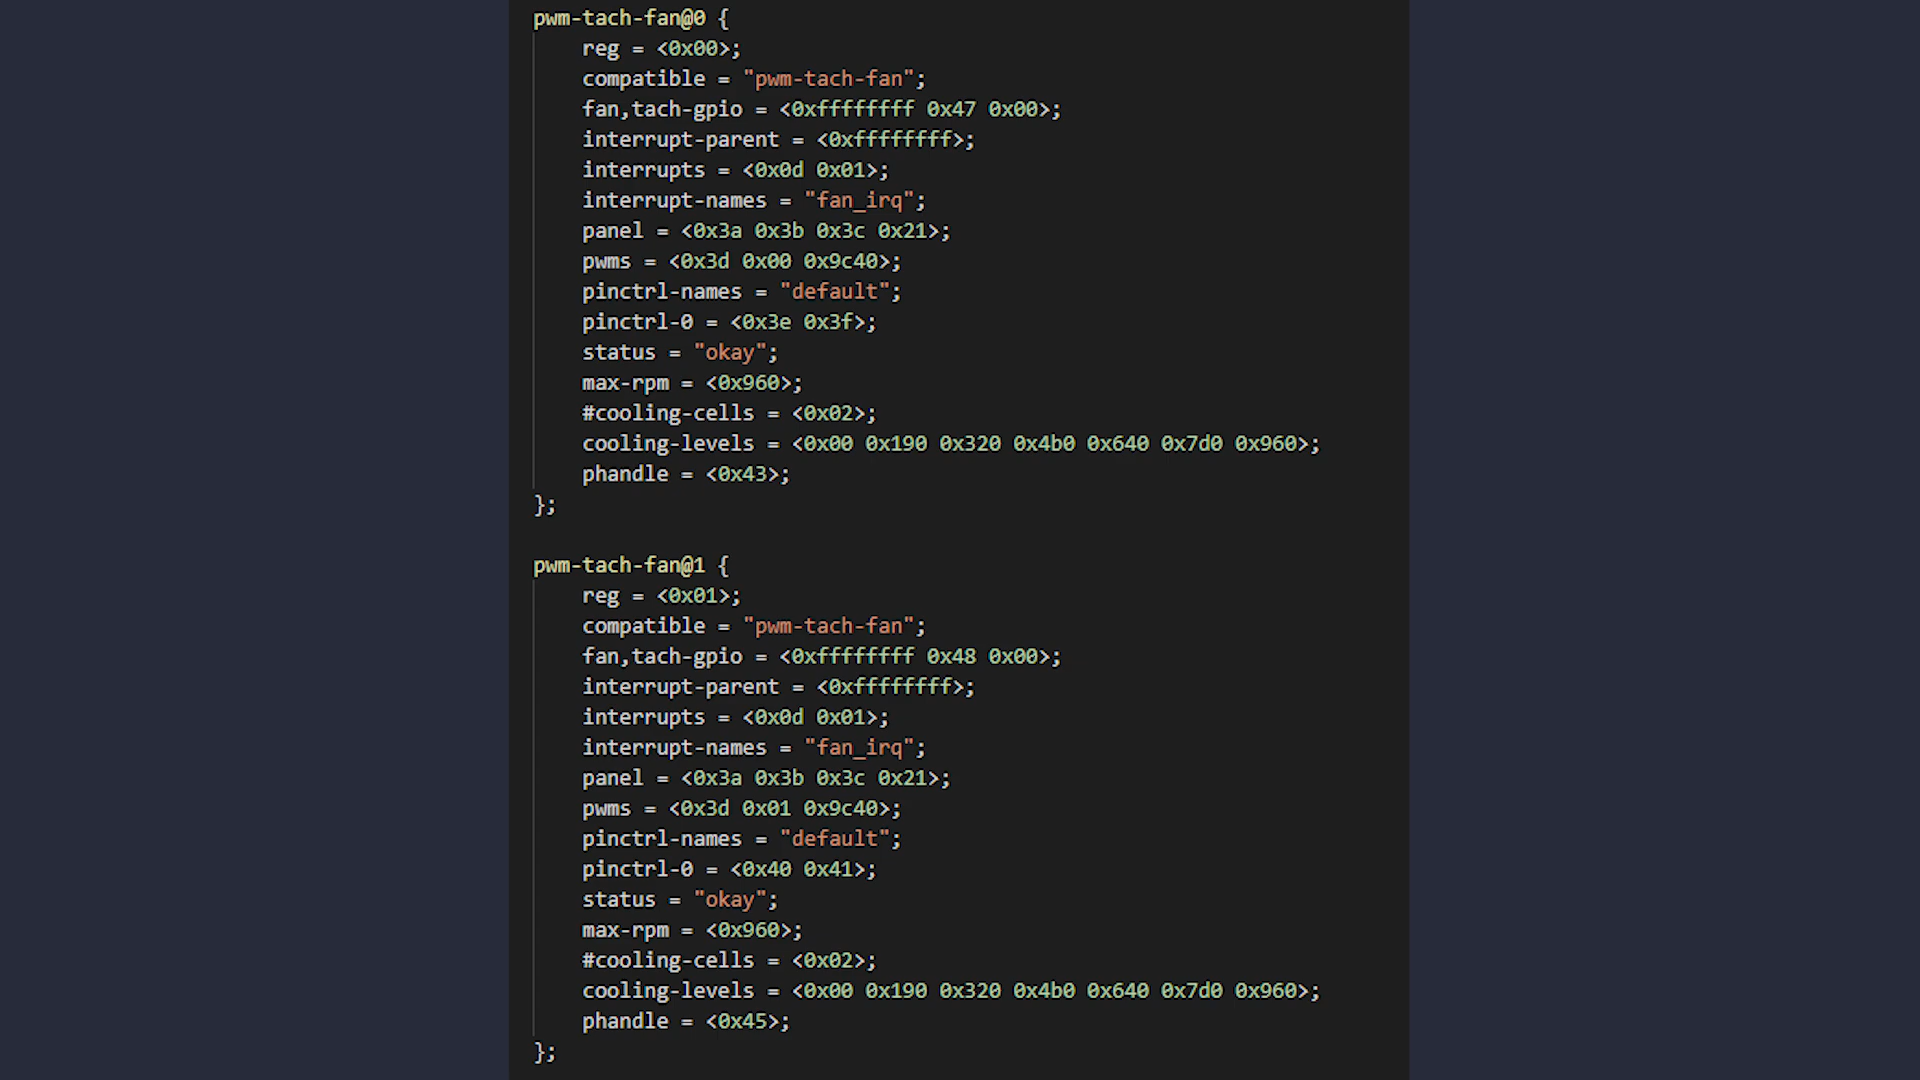 pwm-tach-fan@0 {
reg = <0x00>;
compatible = "pwm-tach-fan";
fan,tach-gpio = <0xffffffff 0x47 0x00>;
interrupt-parent = <0xffffffff>;
interrupts = <0x0d 0x01>;
interrupt-names = "fan_irq";
panel = <0x3a 0x3b 0x3c 0x21>;
pwms = <0x3d 0x00 0x9c40>;
pinctrl-names = "default";
pinctrl-0 = <0x3e 0x3f>;
status = "okay";
max-rpm = <0x960>;
#cooling-cells = <0x02>;
cooling-levels = <0x00 0x190 0x320 0x4b0 0x640 0x7d0 0x960>;
phandle = <0x43>;
};
pwm-tach-fan@1 {
reg = <0x01>;
compatible = "pwm-tach-fan";
fan,tach-gpio = <0xffffffff 0x48 0x00>;
interrupt-parent = <0xffffffff>;
interrupts = <0x0d 0x01>;
interrupt-names = "fan_irq";
panel = <0x3a 0x3b 0x3c 0x21>;
pwms = <0x3d 0x01 0x9c40>;
pinctrl-names = "default";
pinctrl-0 = <0x40 0x41>;
status = "okay";
max-rpm = <0x960>;
#cooling-cells = <0x02>;
cooling-levels = <0x00 0x190 0x320 0x4b0 0x640 0x7d0 0x960>;
phandle = <0x45>;
};